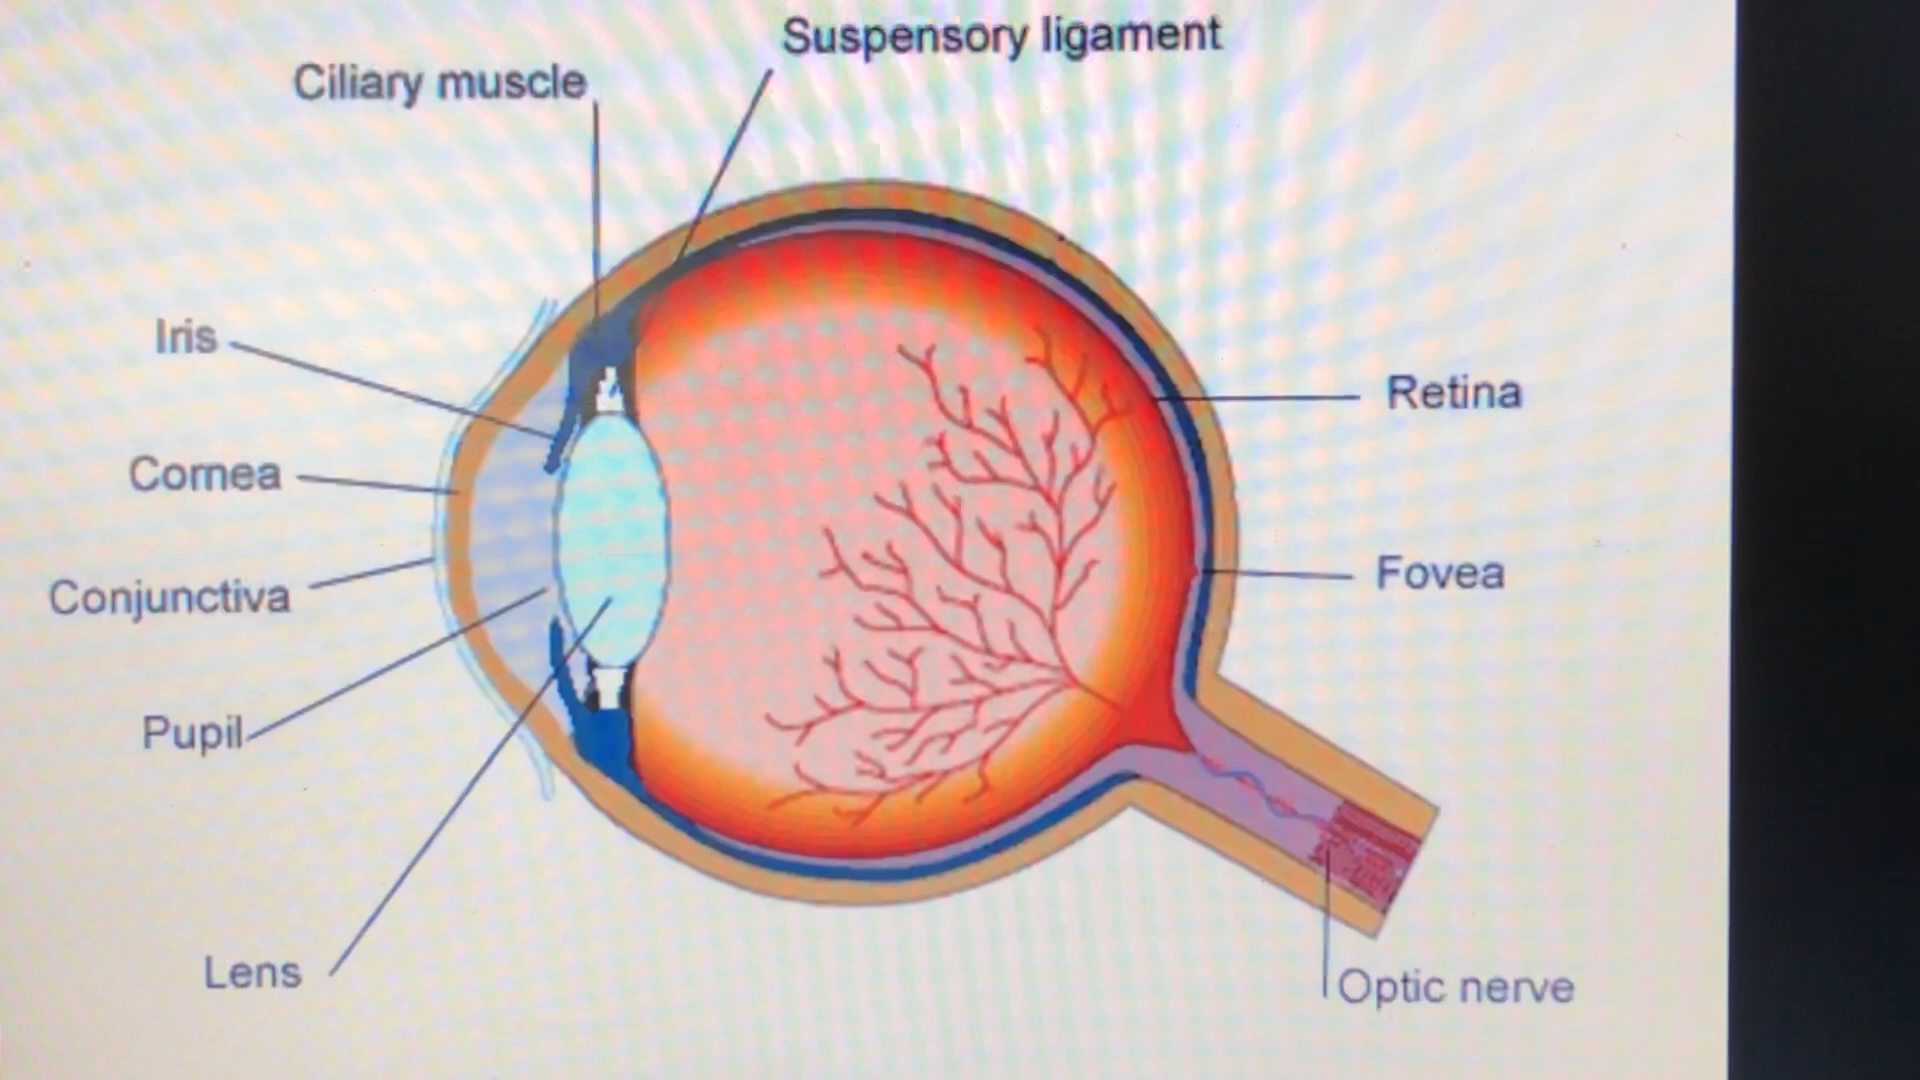 Suspensory ligament
Ciliary muscle
Iris
Retina
Cornea
Fovea
Conjunctiva
Pupil
Lens
Optic nerve